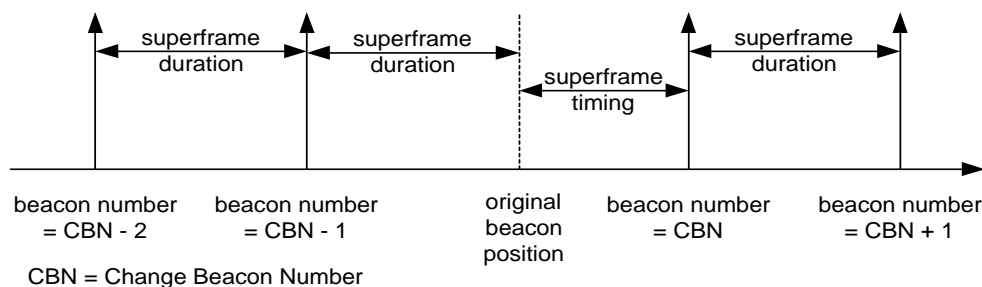 superframe
duration
superframe
duration
superframe
timing
superframe
duration
beacon number
= CBN - 2
beacon number
= CBN - 1
original
beacon
position
beacon number
= CBN
beacon number
= CBN + 1
CBN = Change Beacon Number